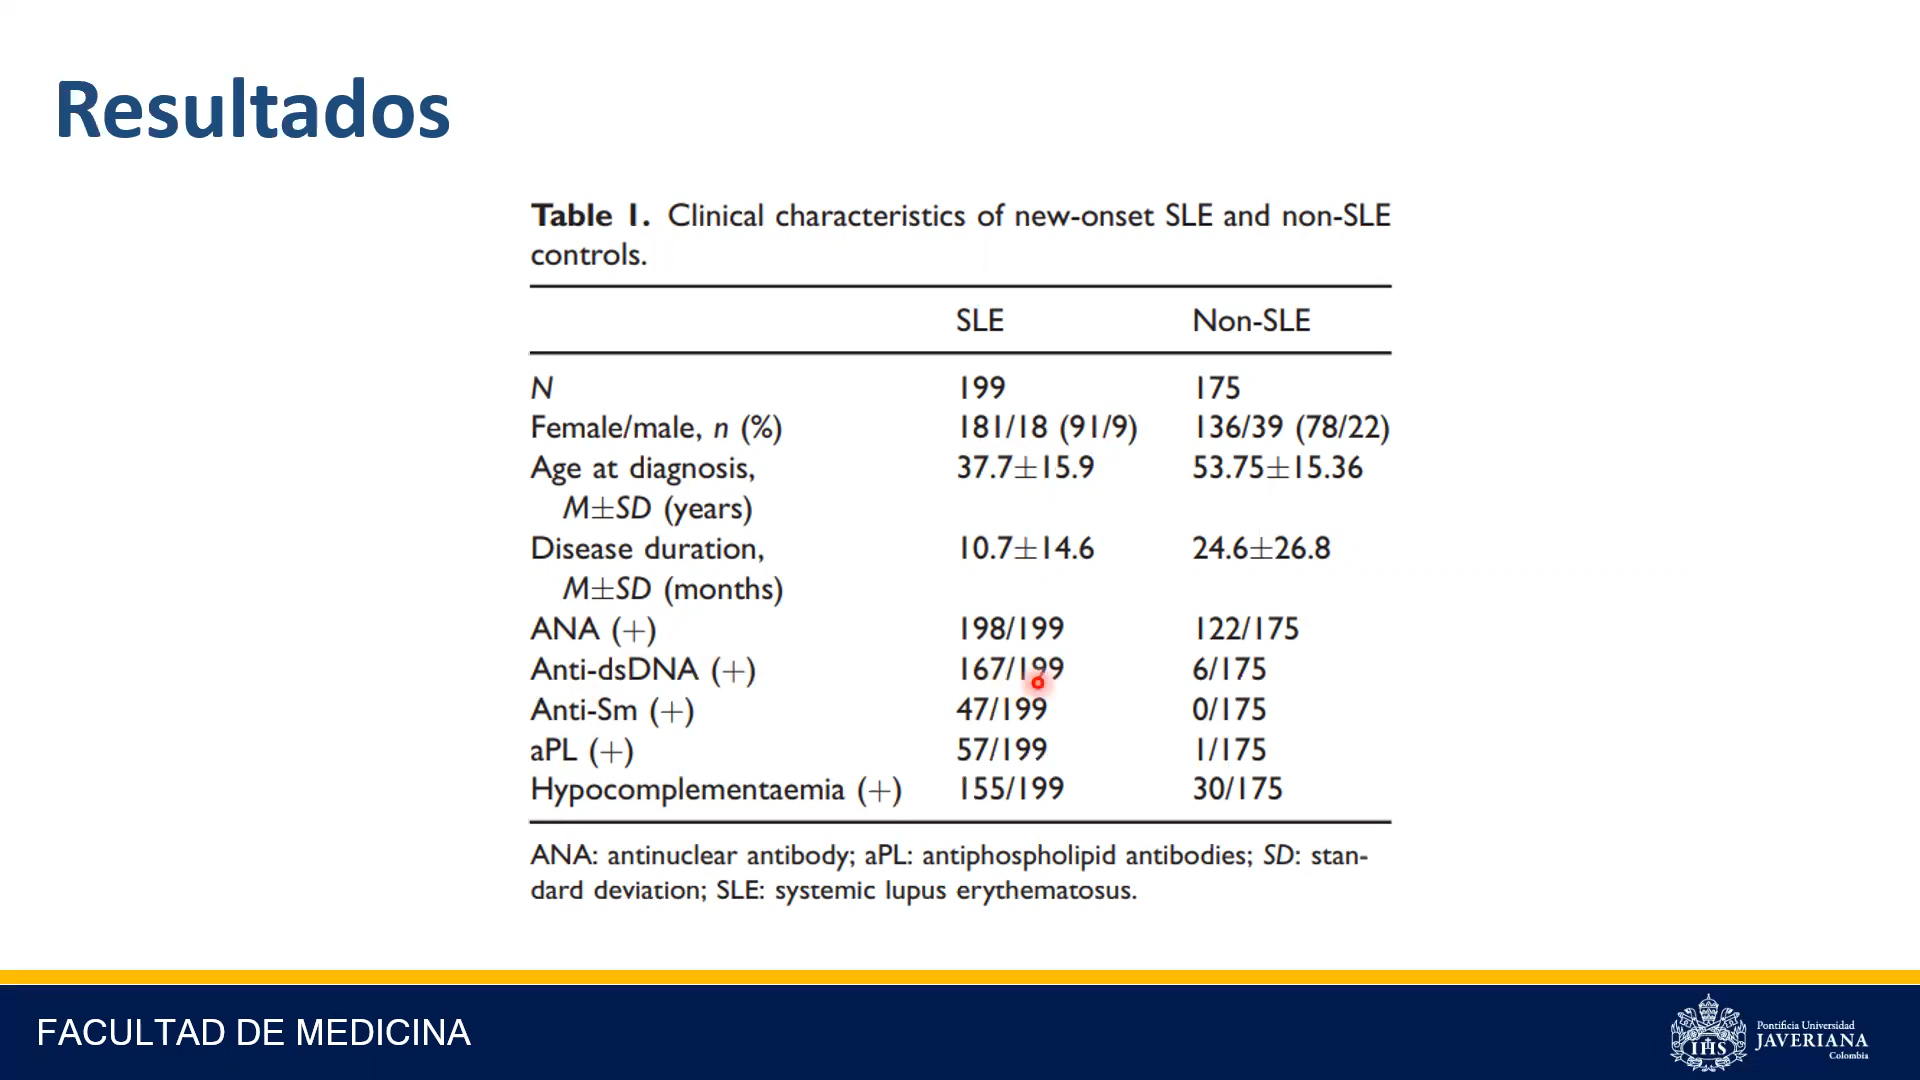 Resultados
Table 1. Clinical characteristics of new-onset SLE and non-SLE
controls.
SLE Non-SLE
N 199 175
Female/male, n (%) 181/18 (91/9) 136/39 (78/22)
Age at diagnosis, 37.7±15.9 53.75±15.36
M±SD (years)
Disease duration, 10.7±14.6 24.6±26.8
M±SD (months)
ANA (+) 198/199 122/175
Anti-dsDNA (+) 167/199 6/175
Anti-Sm (+) 47/199 0/175
aPL (+) 57/199 1/175
Hypocomplementaemia (+) 155/199 30/175
ANA: antinuclear antibody; aPL: antiphospholipid antibodies; SD: stan-
dard deviation; SLE: systemic lupus erythematosus.
FACULTAD DE MEDICINA
IHS
Pontificia Universidad
JAVERIANA
Colombia